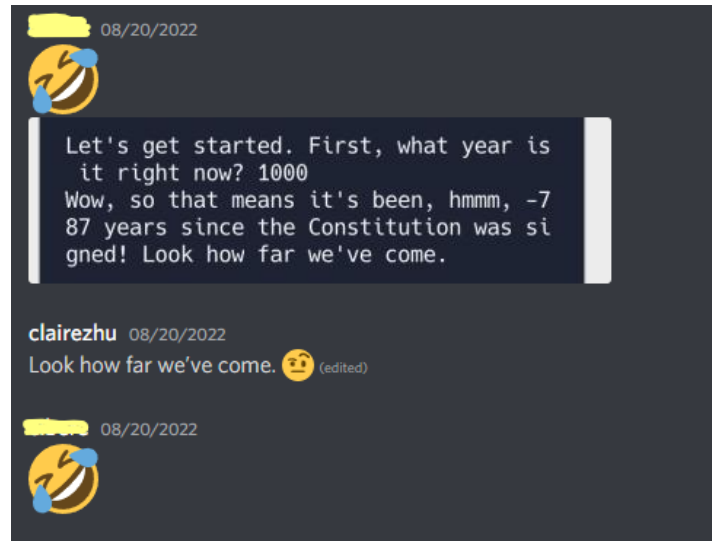 08/20/2022
Let's get started. First, what year is
it right now? 1000
Wow, so that means it's been, hmmm, -7
87 years since the Constitution was si
gned! Look how far we've come.
clairezhu 08/20/2022
Look how far we've come. 🤨 (edited)
08/20/2022